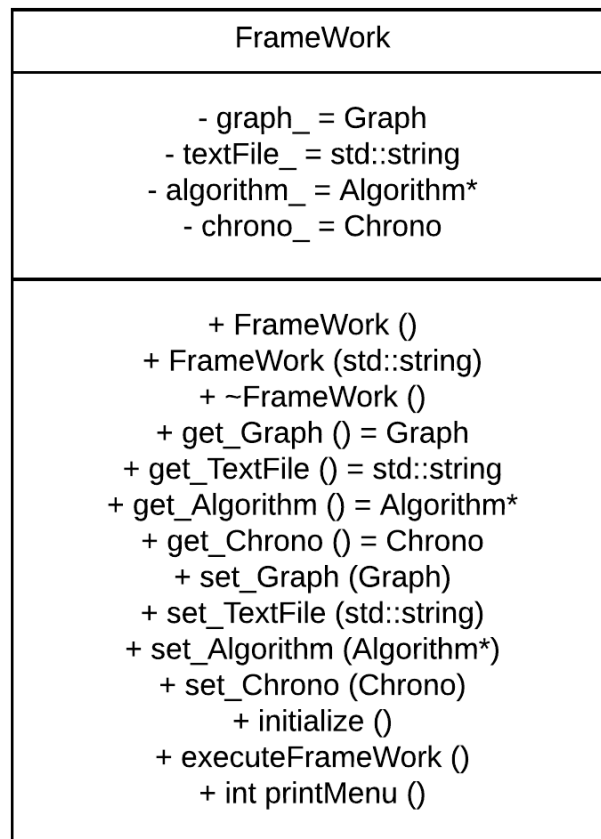 FrameWork
- graph_ = Graph
- textFile_ = std::string
- algorithm_ = Algorithm*
- chrono_ = Chrono
+ FrameWork ()
+ FrameWork (std::string)
+ ~FrameWork ()
+ get_Graph () = Graph
+ get_TextFile () = std::string
+ get_Algorithm () = Algorithm*
+ get_Chrono () = Chrono
+ set_Graph (Graph)
+ set_TextFile (std::string)
+ set_Algorithm (Algorithm*)
+ set_Chrono (Chrono)
+ initialize ()
+ executeFrameWork ()
+ int printMenu ()